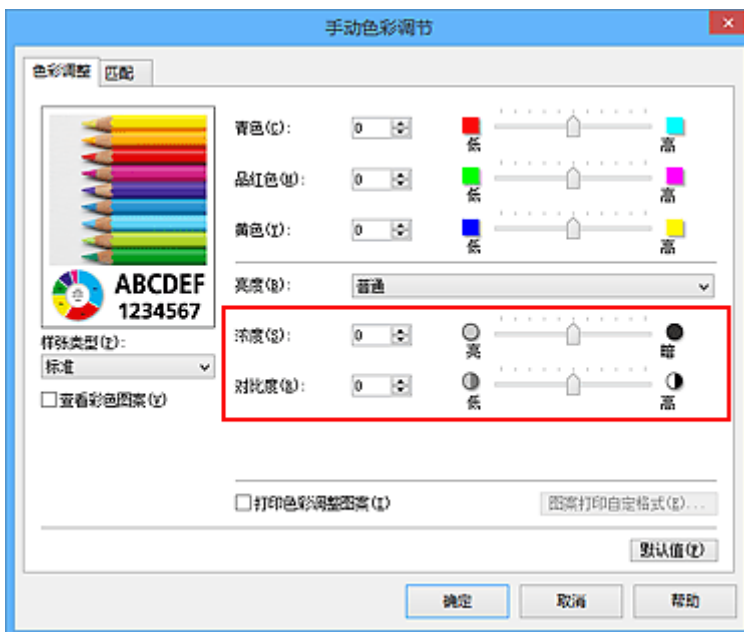 手动色彩调节
色彩调整 匹配
青色(C): 0 低 高
品红色(M): 0 低 高
黄色(Y): 0 低 高
ABCDEF
1234567
亮度(B): 普通
样张类型(P):
标准
浓度(S): 0 亮 暗
对比度(R): 0 低 高
查看彩色图案(V)
打印色彩调整图案(I) 图案打印自定格式(E)...
默认值(F)
确定 取消 帮助